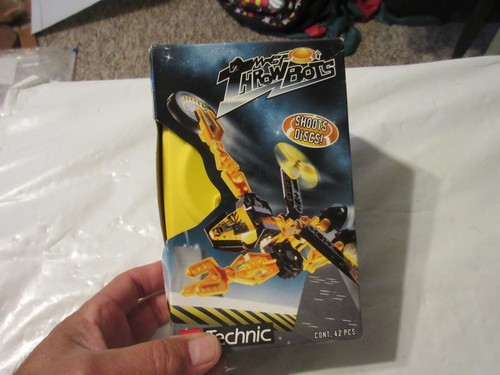 THROWBOTS
SHOOTS
DISCS!
Technic
CONT. 42 PCS